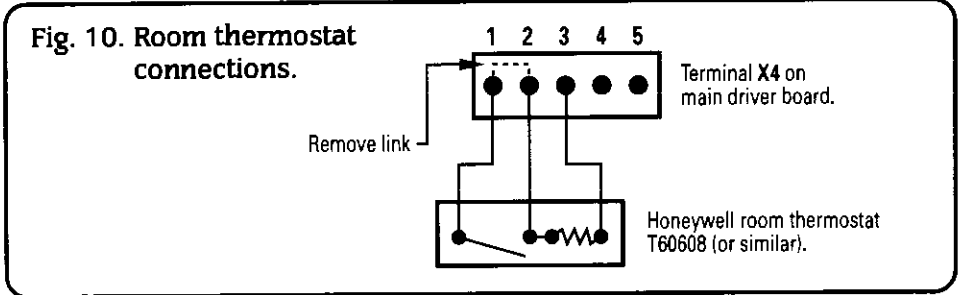 Fig. 10. Room thermostat
connections.
1 2 3 4 5
Terminal X4 on
main driver board.
Remove link
Honeywell room thermostat
T60608 (or similar).